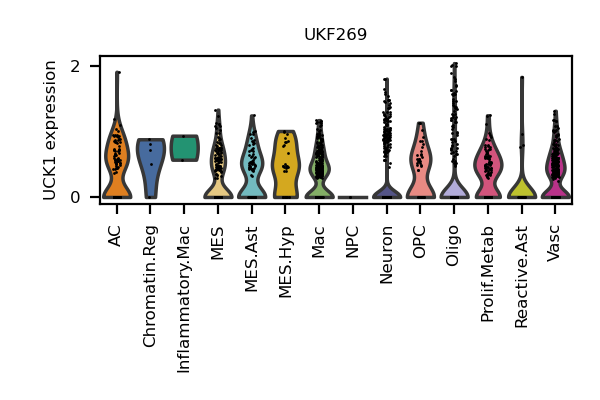 UKF269
UCK1 expression
2
0
AC
Chromatin.Reg
Inflammatory.Mac
MES
MES.Ast
MES.Hyp
Mac
NPC
Neuron
OPC
Oligo
Prolif.Metab
Reactive.Ast
Vasc